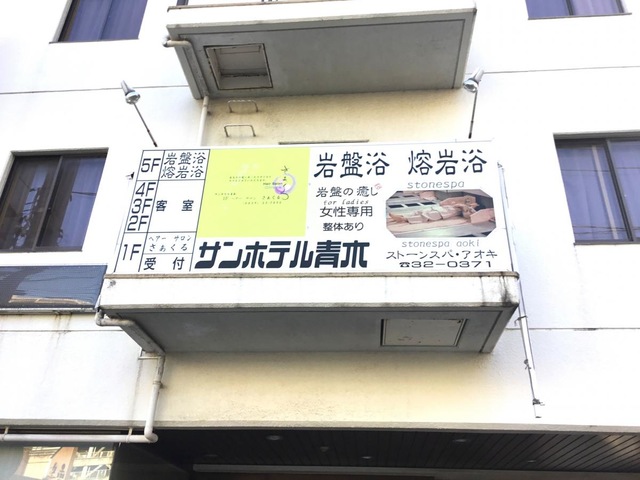 5F 岩盤浴
熔岩浴
4F
3F 客室
2F
1F ヘアー サロン
さぁくる
受付
岩盤浴 熔岩浴
stonespa
岩盤の癒し
for ladies
女性専用
整体あり
stonespa aoki
ストーンスパ・アオキ
☎32-0371
サンホテル青木